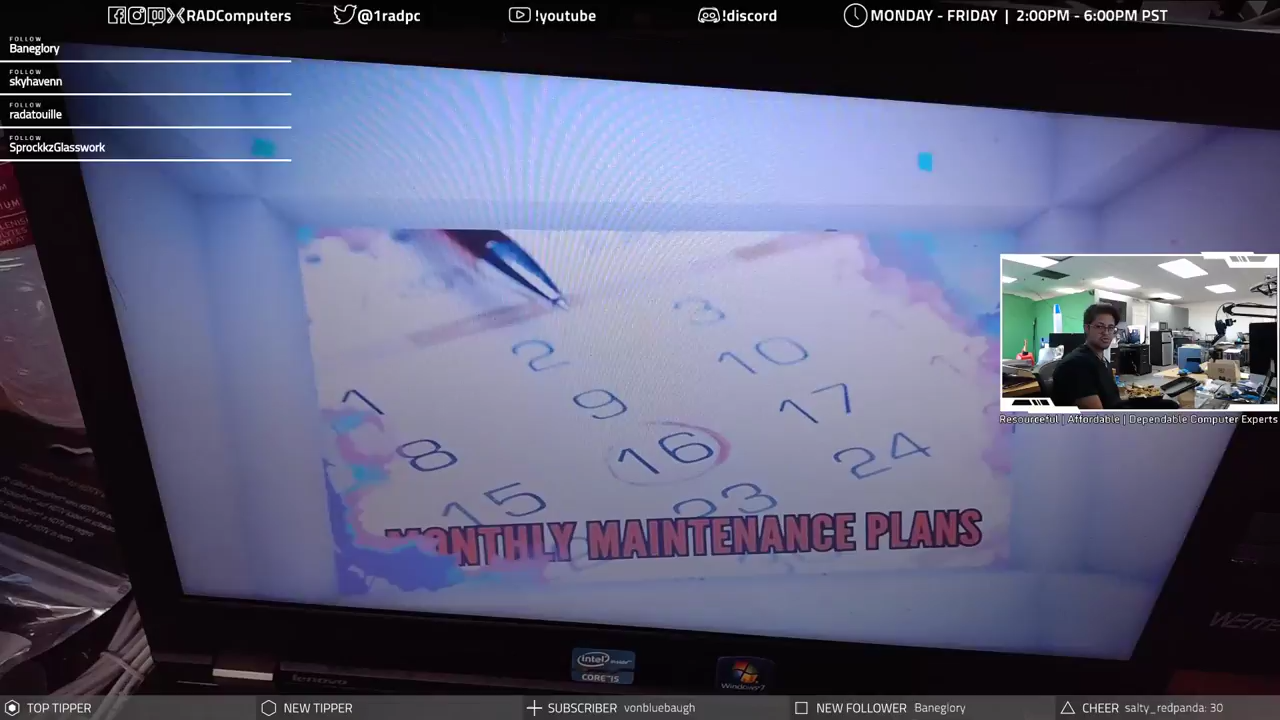 RADComputers
@1radpc
!youtube
!discord
MONDAY - FRIDAY | 2:00PM - 6:00PM PST
FOLLOW
Baneglory
FOLLOW
skyhavenn
FOLLOW
radatouille
FOLLOW
SprockkzGlasswork
3
2
10
1
9
17
8
16
24
15
23
MONTHLY MAINTENANCE PLANS
Resourceful | Affordable | Dependable Computer Experts
lenovo
intel
CORE i5
Windows 7
TOP TIPPER
NEW TIPPER
SUBSCRIBER vonbluebaugh
NEW FOLLOWER Baneglory
CHEER salty_redpanda: 30